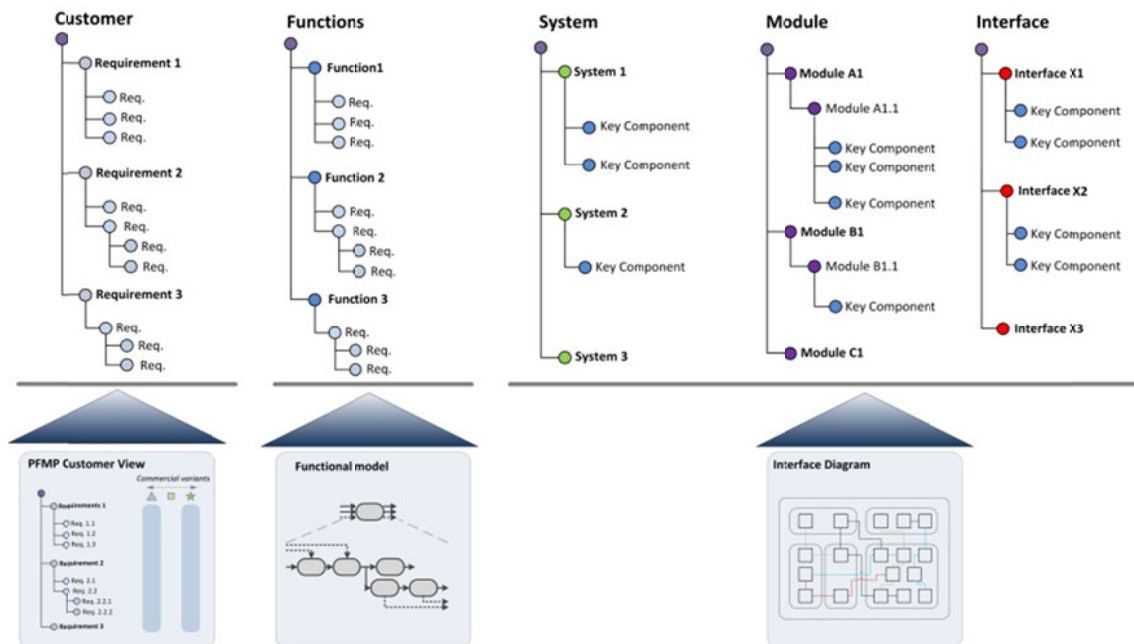 Customer
Requirement 1
Req.
Req.
Req.
Requirement 2
Req.
Req.
Req.
Req.
Requirement 3
Req.
Req.
Req.
Functions
Function1
Req.
Req.
Req.
Function 2
Req.
Req.
Req.
Req.
Function 3
Req.
Req.
Req.
System
System 1
Key Component
Key Component
System 2
Key Component
System 3
Module
Module A1
Module A1.1
Key Component
Key Component
Key Component
Module B1
Module B1.1
Key Component
Module C1
Interface
Interface X1
Key Component
Key Component
Interface X2
Key Component
Key Component
Interface X3
PFMP Customer View
Commercial variants
Requirements 1
Req. 1.1
Req. 1.2
Req. 1.3
Requirement 2
Req. 2.1
Req. 2.2
Req. 2.2.1
Req. 2.2.2
Requirement 3
Functional model
Interface Diagram